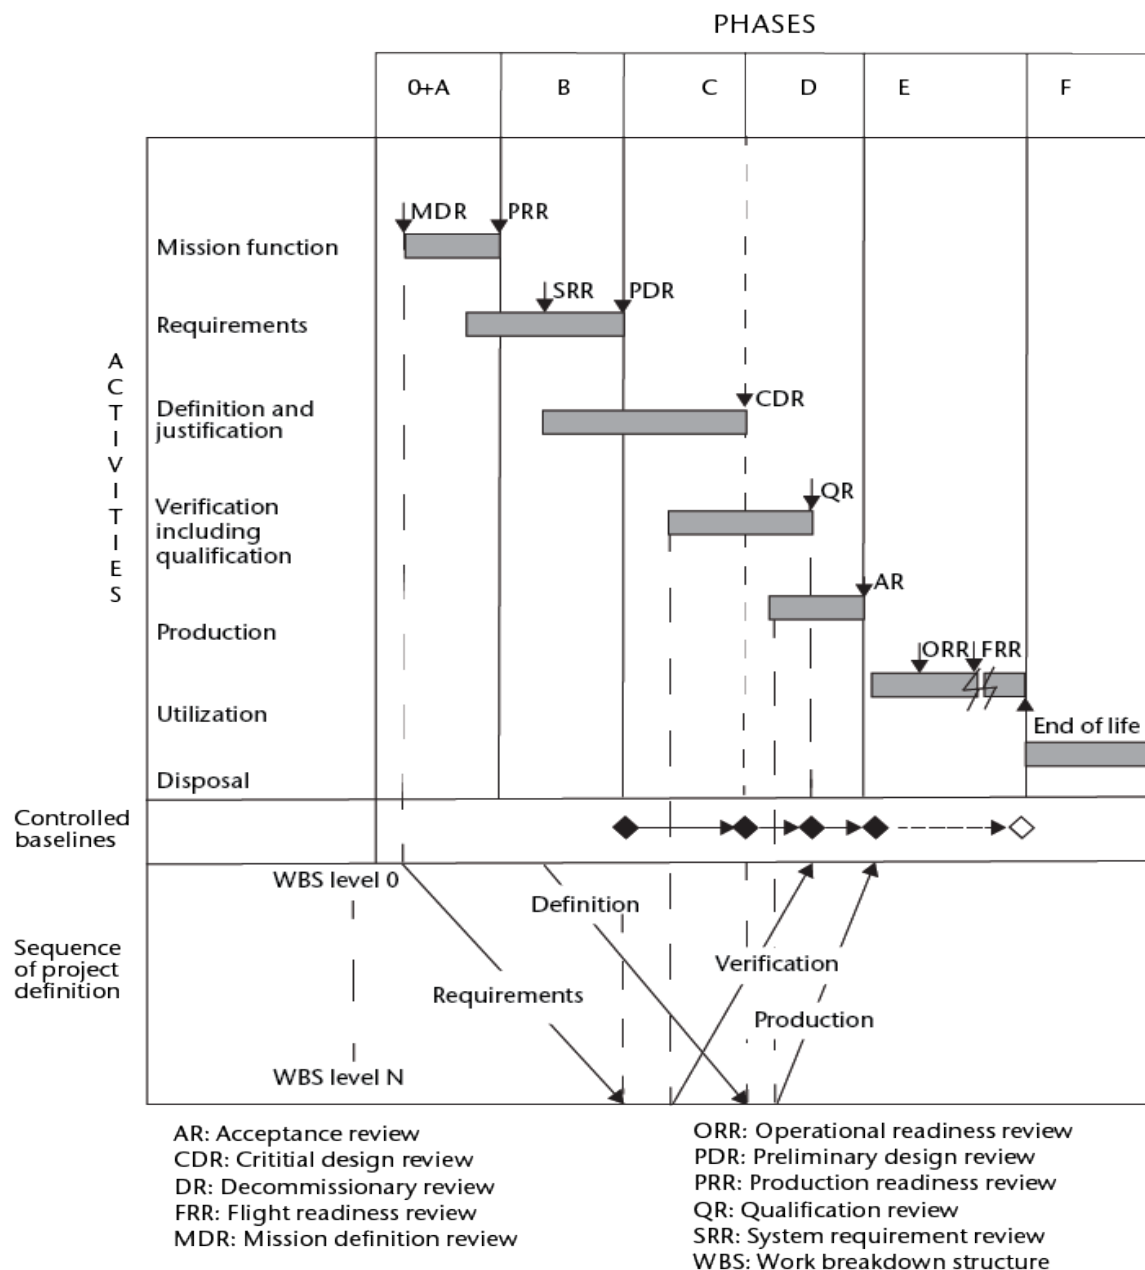 PHASES
0+A B C D E F
MDR PRR
Mission function
SRR PDR
Requirements
ACTIVITIES
CDR
Definition and
justification
QR
Verification
including
qualification
AR
Production
ORR FRR
Utilization
End of life
Disposal
Controlled
baselines
WBS level 0
Definition
Sequence
of project
definition
Verification
Requirements
Production
WBS level N
AR: Acceptance review
CDR: Crititial design review
DR: Decommissionary review
FRR: Flight readiness review
MDR: Mission definition review
ORR: Operational readiness review
PDR: Preliminary design review
PRR: Production readiness review
QR: Qualification review
SRR: System requirement review
WBS: Work breakdown structure